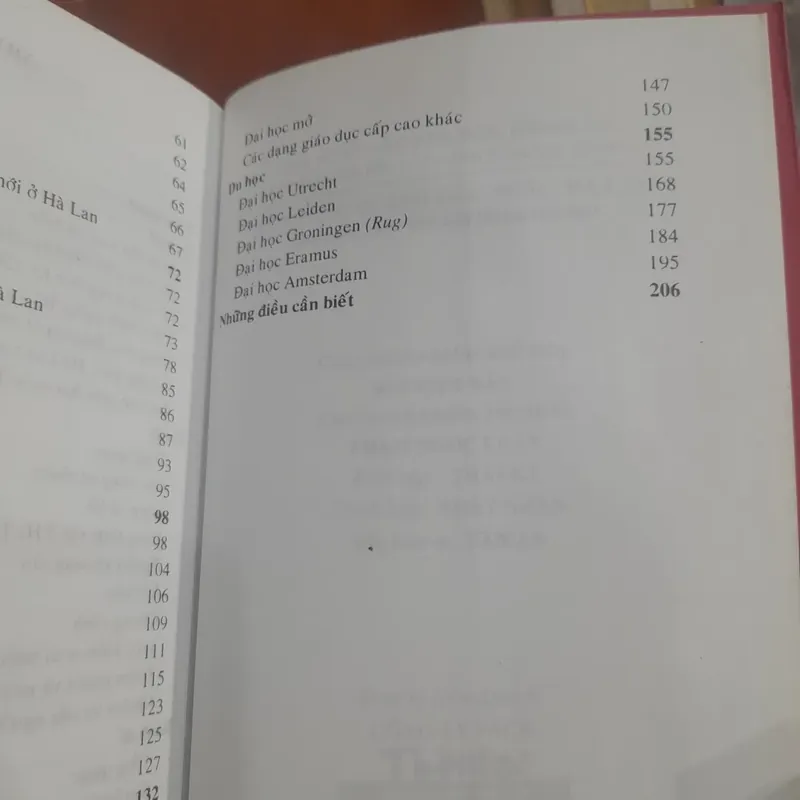 61
62
64
65
ở Hà Lan 66
67
72
72
Lan 72
73
78
85
86
87
93
95
98
98
104
106
109
111
115
123
125
127
132
Đại học mở 147
Các dạng giáo dục cấp cao khác 150
Du học 155
Đại học Utrecht 155
Đại học Leiden 168
Đại học Groningen (Rug) 177
Đại học Eramus 184
Đại học Amsterdam 195
Những điều cần biết 206